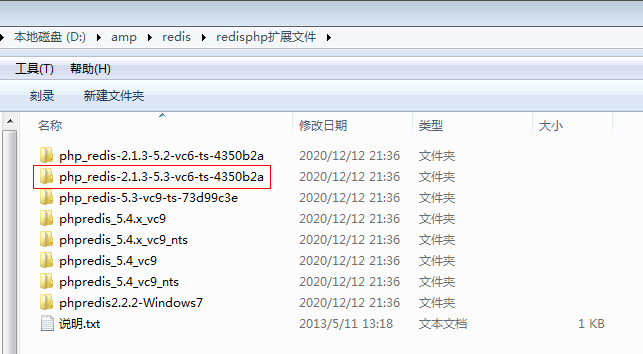 本地磁盘 (D:) ▸ amp ▸ redis ▸ redisphp扩展文件 ▸
工具(T) 帮助(H)
刻录 新建文件夹
名称 修改日期 类型 大小
php_redis-2.1.3-5.2-vc6-ts-4350b2a 2020/12/12 21:36 文件夹
php_redis-2.1.3-5.3-vc6-ts-4350b2a 2020/12/12 21:36 文件夹
php_redis-5.3-vc9-ts-73d99c3e 2020/12/12 21:36 文件夹
phpredis_5.4.x_vc9 2020/12/12 21:36 文件夹
phpredis_5.4.x_vc9_nts 2020/12/12 21:36 文件夹
phpredis_5.4_vc9 2020/12/12 21:36 文件夹
phpredis_5.4_vc9_nts 2020/12/12 21:36 文件夹
phpredis2.2.2-Windows7 2020/12/12 21:36 文件夹
说明.txt 2013/5/11 13:18 文本文档 1 KB